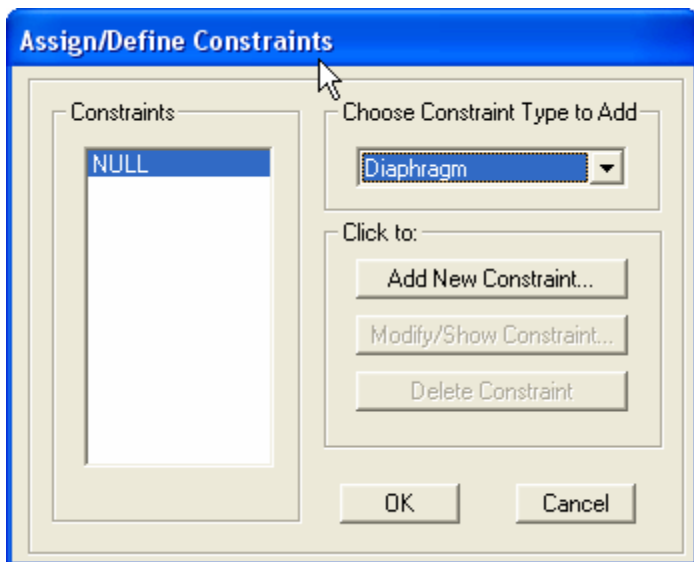 Assign/Define Constraints
Constraints
NULL
Choose Constraint Type to Add
Diaphragm
Click to:
Add New Constraint...
Modify/Show Constraint...
Delete Constraint
OK
Cancel